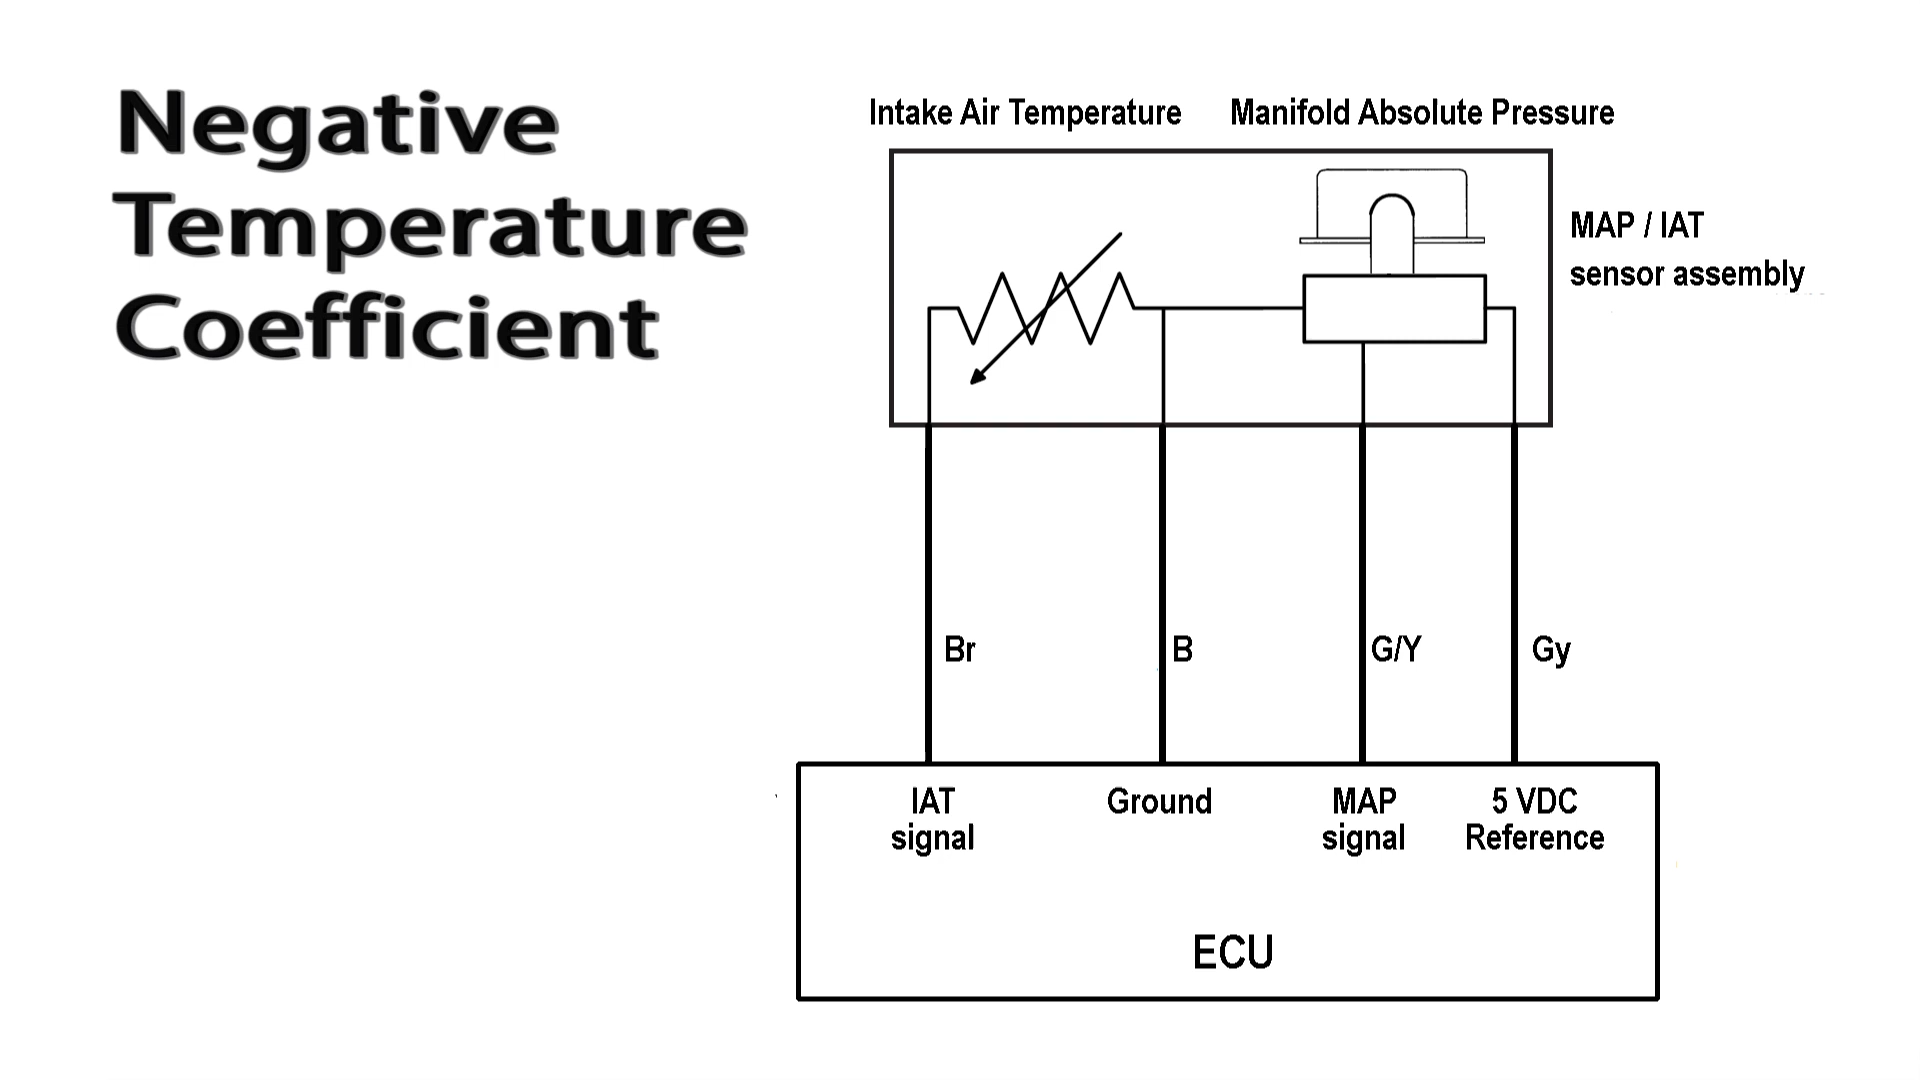 Negative
Temperature
Coefficient
Intake Air Temperature
Manifold Absolute Pressure
MAP / IAT
sensor assembly
Br
B
G/Y
Gy
IAT
signal
Ground
MAP
signal
5 VDC
Reference
ECU